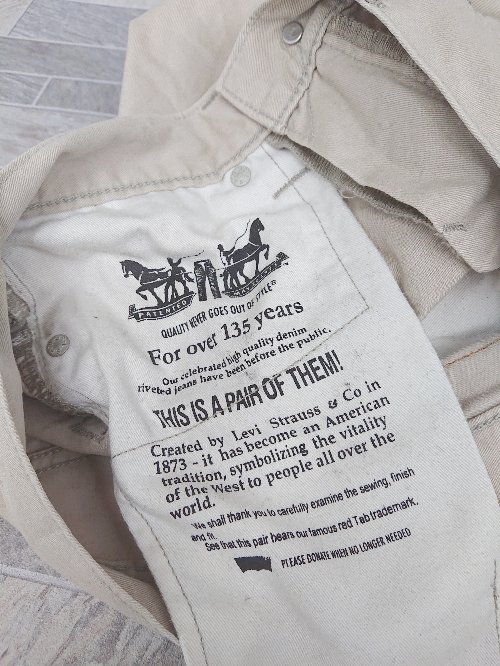 PATENTED
QUALITY NEVER GOES OUT OF STYLE®
For over 135 years
Our celebrated high quality denim
riveted jeans have been before the public.
THIS IS A PAIR OF THEM!
Created by Levi Strauss & Co in
1873 - it has become an American
tradition, symbolizing the vitality
of the West to people all over the
world.
We shall thank you to carefully examine the sewing, finish
and fit.
See that this pair bears our famous red Tab trademark.
PLEASE DONATE WHEN NO LONGER NEEDED